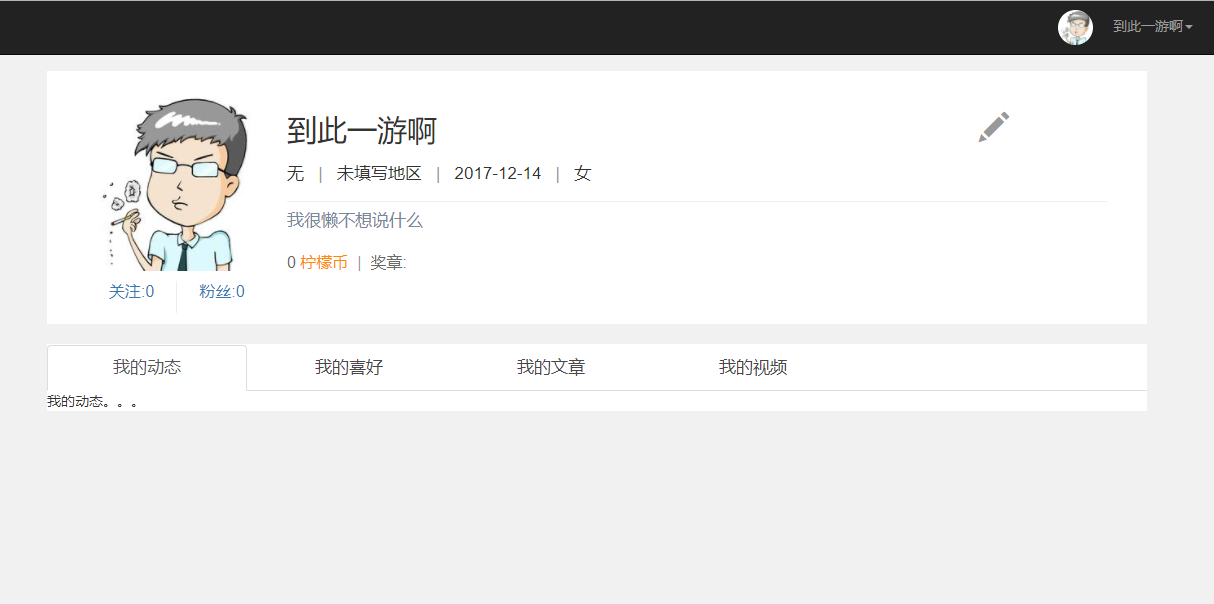 到此一游啊
到此一游啊
无 | 未填写地区 | 2017-12-14 | 女
我很懒不想说什么
0 柠檬币 | 奖章:
关注:0 粉丝:0
我的动态 我的喜好 我的文章 我的视频
我的动态。。。